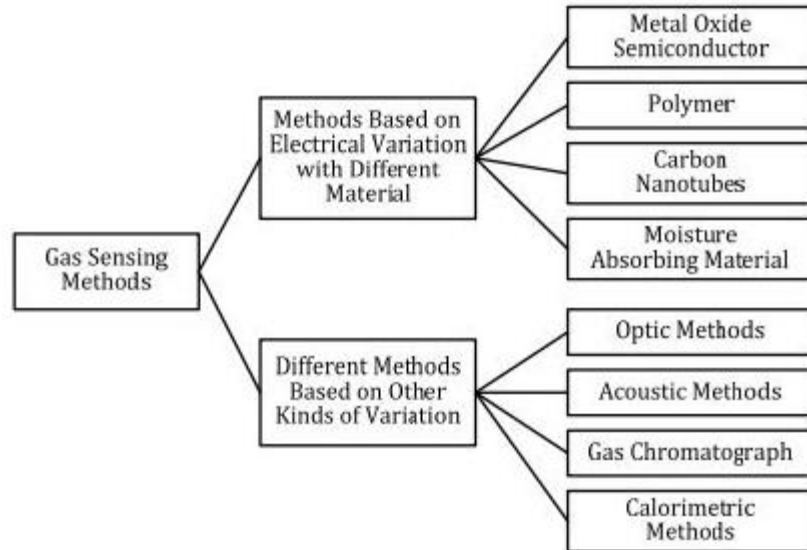 Gas Sensing
Methods
Methods Based on
Electrical Variation
with Different
Material
Metal Oxide
Semiconductor
Polymer
Carbon
Nanotubes
Moisture
Absorbing Material
Different Methods
Based on Other
Kinds of Variation
Optic Methods
Acoustic Methods
Gas Chromatograph
Calorimetric
Methods